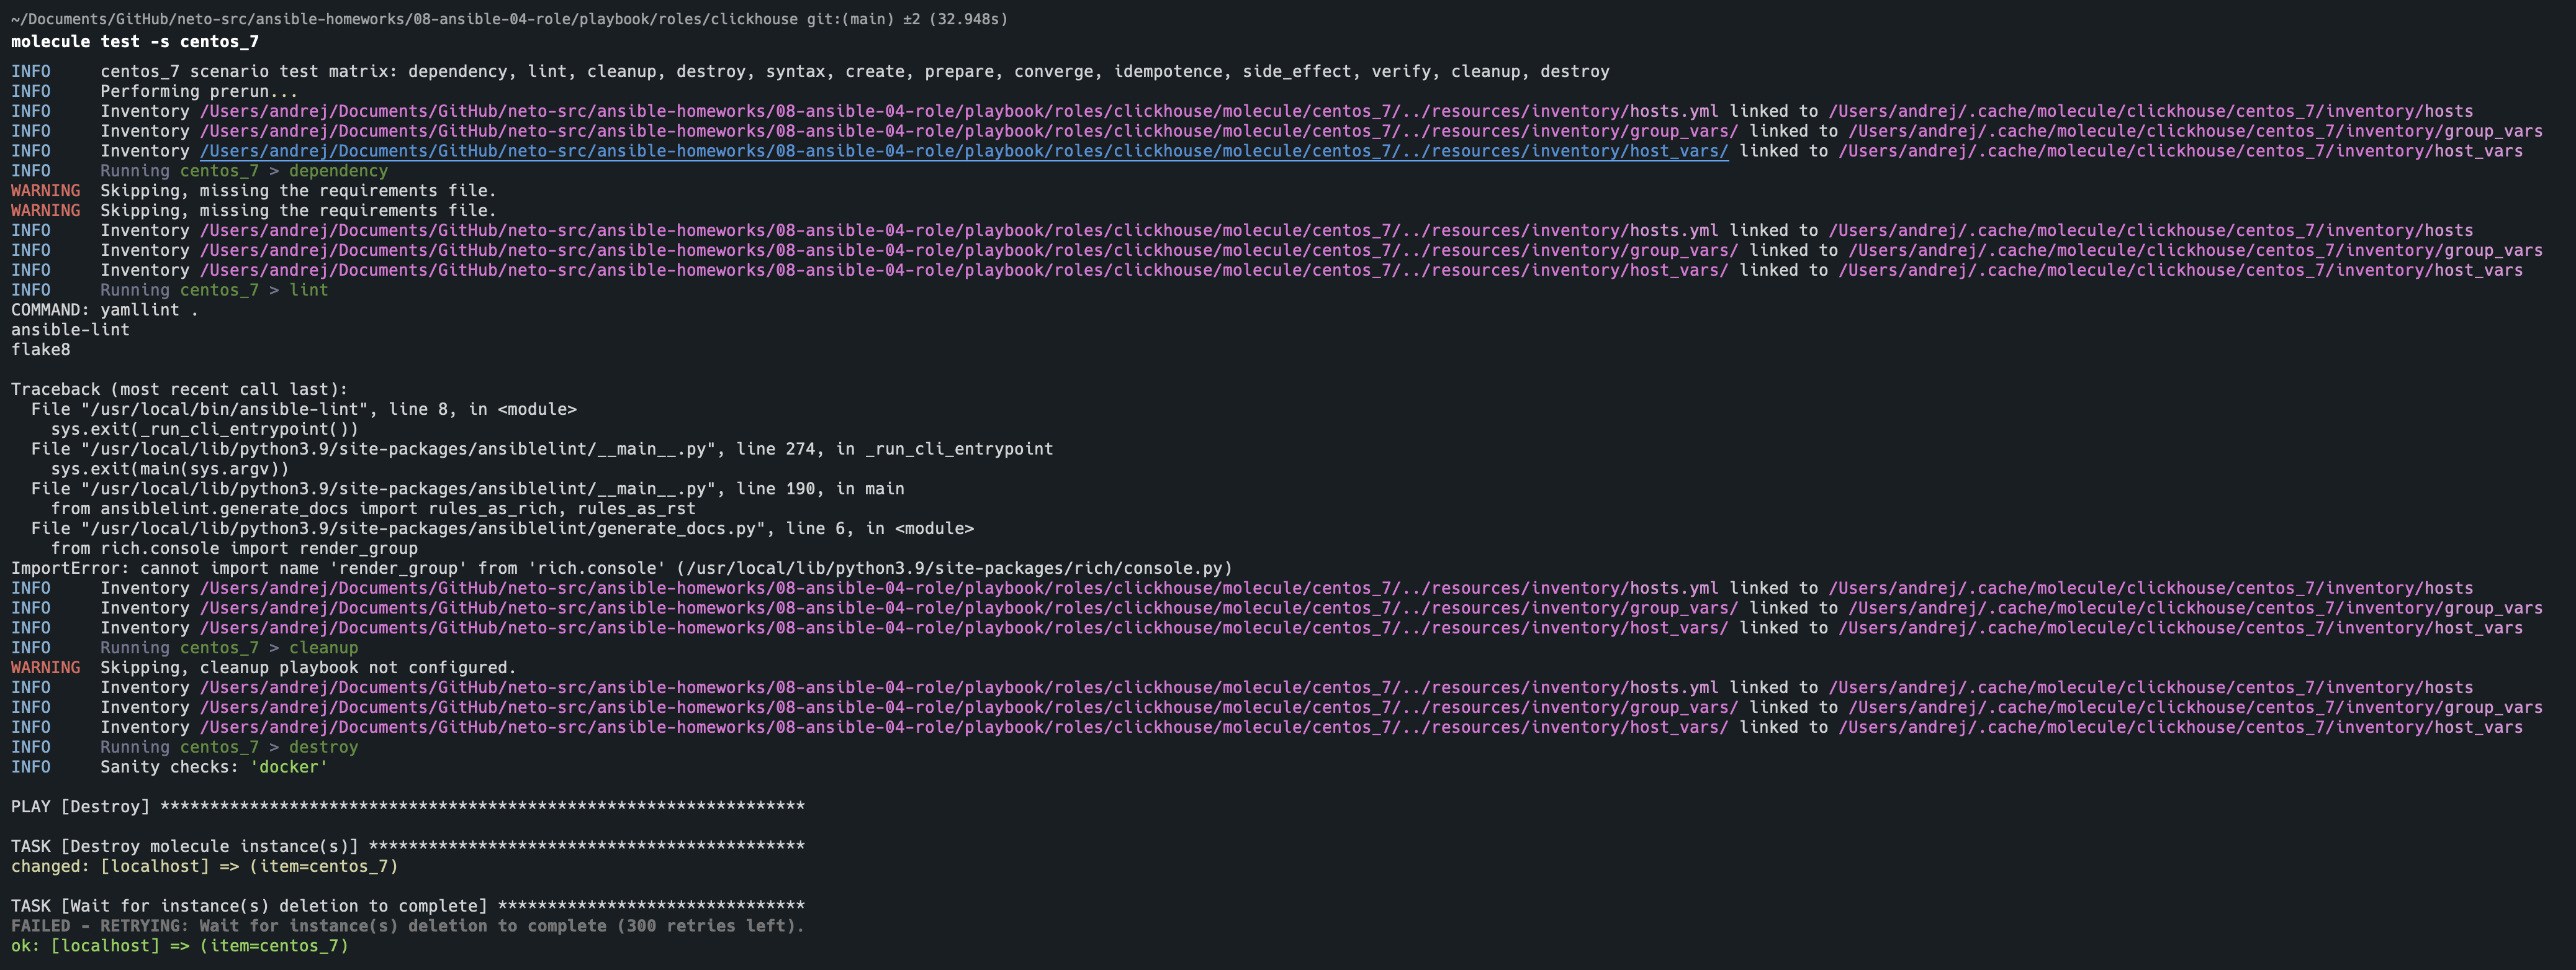 ~/Documents/GitHub/neto-src/ansible-homeworks/08-ansible-04-role/playbook/roles/clickhouse git:(main) ±2 (32.948s)
molecule test -s centos_7
INFO     centos_7 scenario test matrix: dependency, lint, cleanup, destroy, syntax, create, prepare, converge, idempotence, side_effect, verify, cleanup, destroy
INFO     Performing prerun...
INFO     Inventory /Users/andrej/Documents/GitHub/neto-src/ansible-homeworks/08-ansible-04-role/playbook/roles/clickhouse/molecule/centos_7/../resources/inventory/hosts.yml linked to /Users/andrej/.cache/molecule/clickhouse/centos_7/inventory/hosts
INFO     Inventory /Users/andrej/Documents/GitHub/neto-src/ansible-homeworks/08-ansible-04-role/playbook/roles/clickhouse/molecule/centos_7/../resources/inventory/group_vars/ linked to /Users/andrej/.cache/molecule/clickhouse/centos_7/inventory/group_vars
INFO     Inventory /Users/andrej/Documents/GitHub/neto-src/ansible-homeworks/08-ansible-04-role/playbook/roles/clickhouse/molecule/centos_7/../resources/inventory/host_vars/ linked to /Users/andrej/.cache/molecule/clickhouse/centos_7/inventory/host_vars
INFO     Running centos_7 > dependency
WARNING  Skipping, missing the requirements file.
WARNING  Skipping, missing the requirements file.
INFO     Inventory /Users/andrej/Documents/GitHub/neto-src/ansible-homeworks/08-ansible-04-role/playbook/roles/clickhouse/molecule/centos_7/../resources/inventory/hosts.yml linked to /Users/andrej/.cache/molecule/clickhouse/centos_7/inventory/hosts
INFO     Inventory /Users/andrej/Documents/GitHub/neto-src/ansible-homeworks/08-ansible-04-role/playbook/roles/clickhouse/molecule/centos_7/../resources/inventory/group_vars/ linked to /Users/andrej/.cache/molecule/clickhouse/centos_7/inventory/group_vars
INFO     Inventory /Users/andrej/Documents/GitHub/neto-src/ansible-homeworks/08-ansible-04-role/playbook/roles/clickhouse/molecule/centos_7/../resources/inventory/host_vars/ linked to /Users/andrej/.cache/molecule/clickhouse/centos_7/inventory/host_vars
INFO     Running centos_7 > lint
COMMAND: yamllint .
ansible-lint
flake8
Traceback (most recent call last):
  File "/usr/local/bin/ansible-lint", line 8, in <module>
    sys.exit(_run_cli_entrypoint())
  File "/usr/local/lib/python3.9/site-packages/ansiblelint/__main__.py", line 274, in _run_cli_entrypoint
    sys.exit(main(sys.argv))
  File "/usr/local/lib/python3.9/site-packages/ansiblelint/__main__.py", line 190, in main
    from ansiblelint.generate_docs import rules_as_rich, rules_as_rst
  File "/usr/local/lib/python3.9/site-packages/ansiblelint/generate_docs.py", line 6, in <module>
    from rich.console import render_group
ImportError: cannot import name 'render_group' from 'rich.console' (/usr/local/lib/python3.9/site-packages/rich/console.py)
INFO     Inventory /Users/andrej/Documents/GitHub/neto-src/ansible-homeworks/08-ansible-04-role/playbook/roles/clickhouse/molecule/centos_7/../resources/inventory/hosts.yml linked to /Users/andrej/.cache/molecule/clickhouse/centos_7/inventory/hosts
INFO     Inventory /Users/andrej/Documents/GitHub/neto-src/ansible-homeworks/08-ansible-04-role/playbook/roles/clickhouse/molecule/centos_7/../resources/inventory/group_vars/ linked to /Users/andrej/.cache/molecule/clickhouse/centos_7/inventory/group_vars
INFO     Inventory /Users/andrej/Documents/GitHub/neto-src/ansible-homeworks/08-ansible-04-role/playbook/roles/clickhouse/molecule/centos_7/../resources/inventory/host_vars/ linked to /Users/andrej/.cache/molecule/clickhouse/centos_7/inventory/host_vars
INFO     Running centos_7 > cleanup
WARNING  Skipping, cleanup playbook not configured.
INFO     Inventory /Users/andrej/Documents/GitHub/neto-src/ansible-homeworks/08-ansible-04-role/playbook/roles/clickhouse/molecule/centos_7/../resources/inventory/hosts.yml linked to /Users/andrej/.cache/molecule/clickhouse/centos_7/inventory/hosts
INFO     Inventory /Users/andrej/Documents/GitHub/neto-src/ansible-homeworks/08-ansible-04-role/playbook/roles/clickhouse/molecule/centos_7/../resources/inventory/group_vars/ linked to /Users/andrej/.cache/molecule/clickhouse/centos_7/inventory/group_vars
INFO     Inventory /Users/andrej/Documents/GitHub/neto-src/ansible-homeworks/08-ansible-04-role/playbook/roles/clickhouse/molecule/centos_7/../resources/inventory/host_vars/ linked to /Users/andrej/.cache/molecule/clickhouse/centos_7/inventory/host_vars
INFO     Running centos_7 > destroy
INFO     Sanity checks: 'docker'
PLAY [Destroy] *****************************************************************
TASK [Destroy molecule instance(s)] ********************************************
changed: [localhost] => (item=centos_7)
TASK [Wait for instance(s) deletion to complete] *******************************
FAILED - RETRYING: Wait for instance(s) deletion to complete (300 retries left).
ok: [localhost] => (item=centos_7)